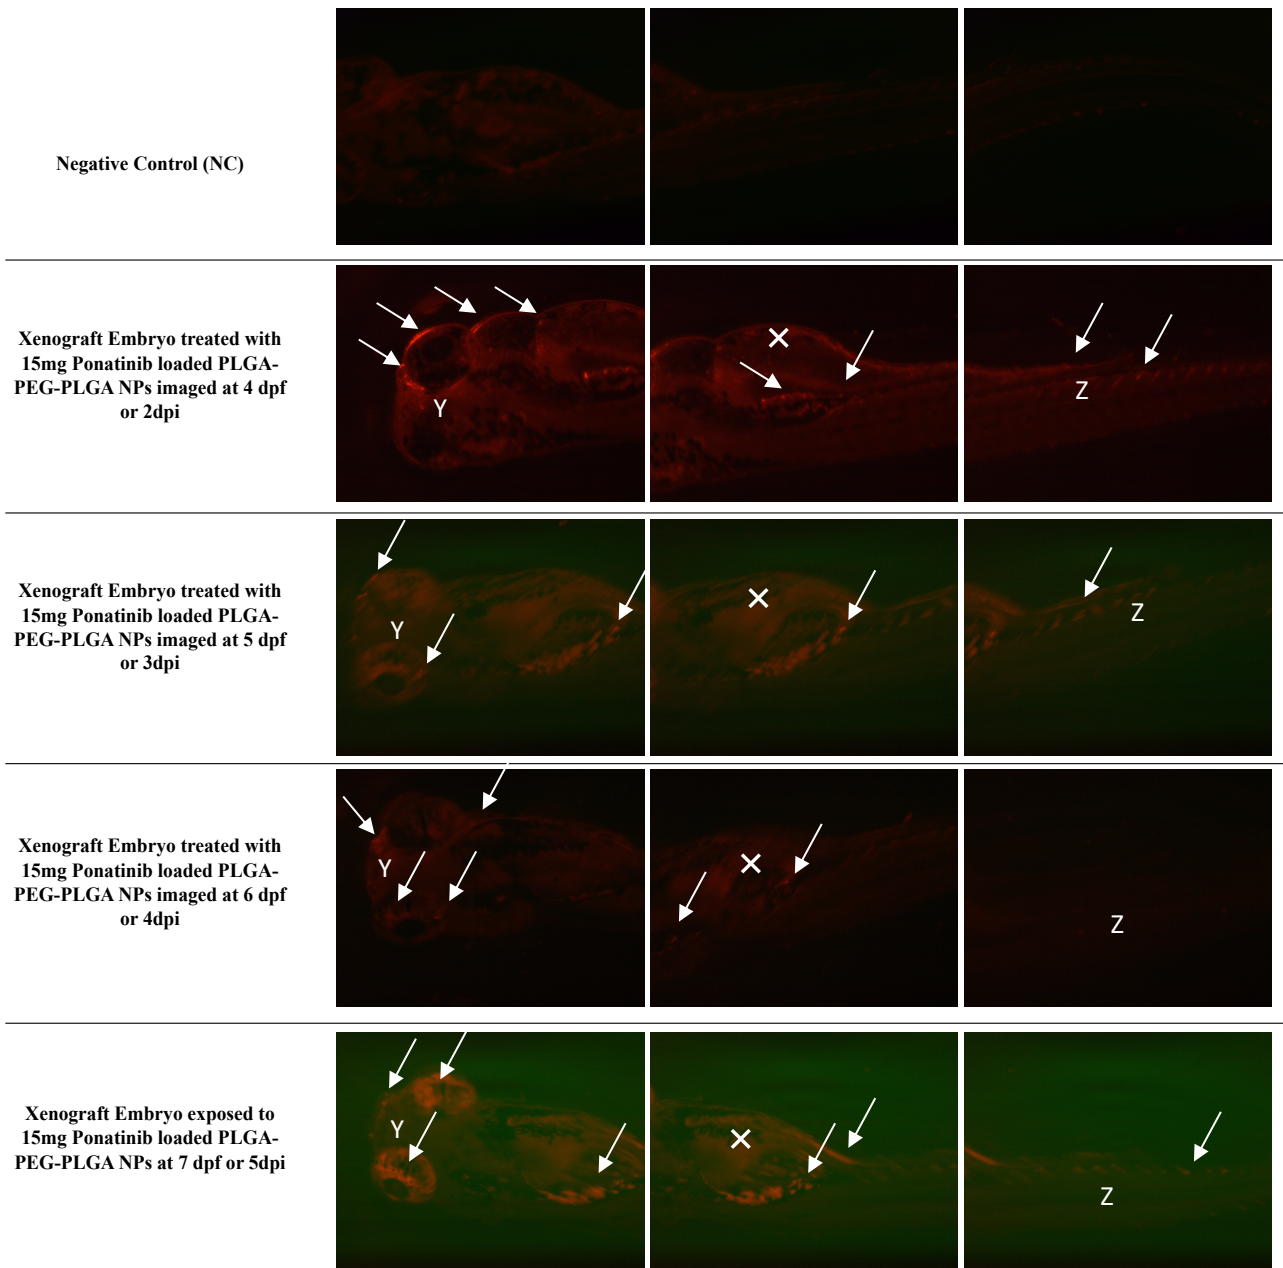 Negative Control (NC)
Xenograft Embryo treated with
15mg Ponatinib loaded PLGA-
PEG-PLGA NPs imaged at 4 dpf
or 2dpi
Y
✕
Z
Xenograft Embryo treated with
15mg Ponatinib loaded PLGA-
PEG-PLGA NPs imaged at 5 dpf
or 3dpi
Y
✕
Z
Xenograft Embryo treated with
15mg Ponatinib loaded PLGA-
PEG-PLGA NPs imaged at 6 dpf
or 4dpi
Y
✕
Z
Xenograft Embryo exposed to
15mg Ponatinib loaded PLGA-
PEG-PLGA NPs at 7 dpf or 5dpi
Y
✕
Z